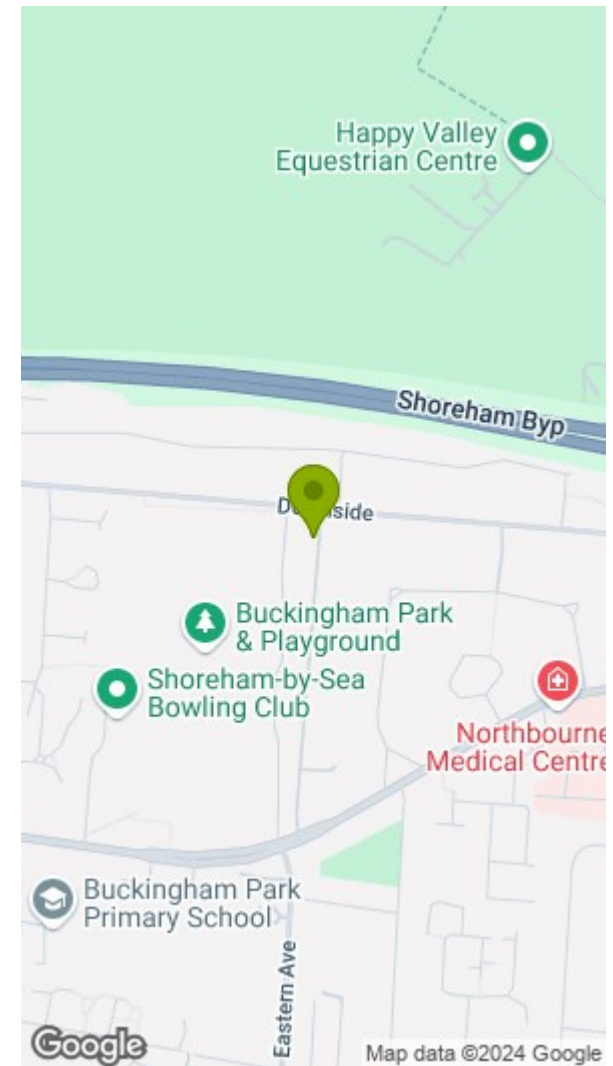 Happy Valley
Equestrian Centre
Shoreham Byp
Buckingham Park
& Playground
Shoreham-by-Sea
Bowling Club
Northbourne
Medical Centre
Buckingham Park
Primary School
Eastern Ave
Google
Map data ©2024 Google